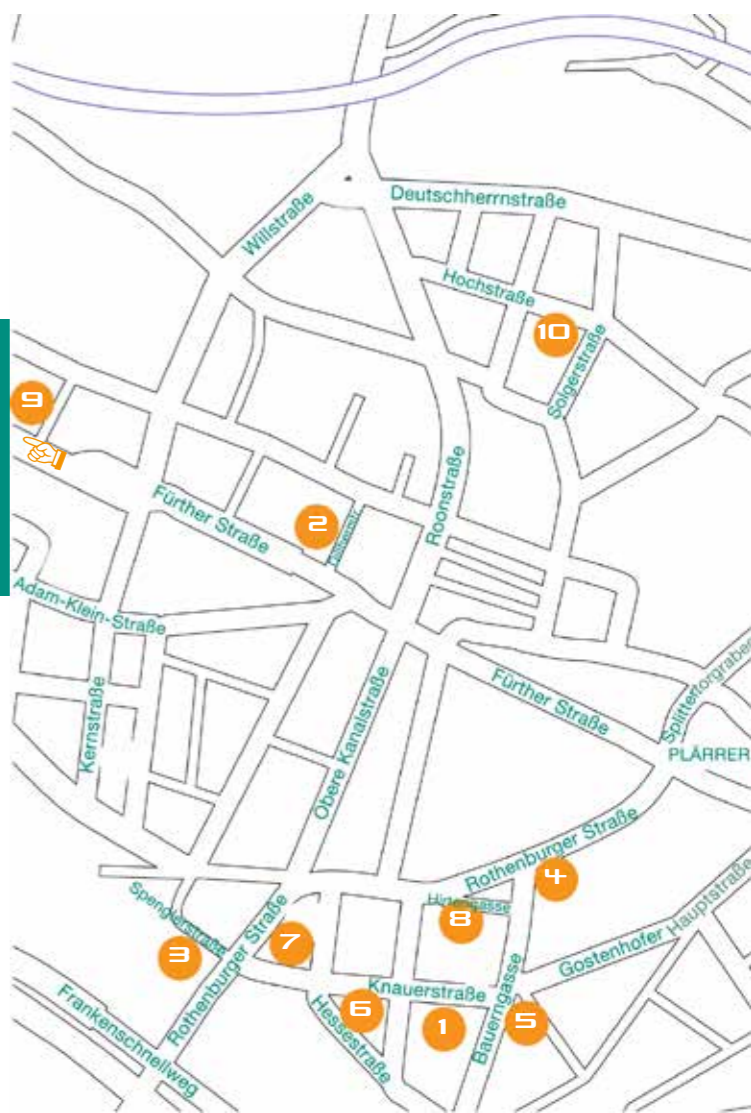 Deutschherrnstraße
Willstraße
Hochstraße
10
Solgerstraße
9
Roonstraße
Fürther Straße
2
Adam-Klein-Straße
Splittertorgraben
Fürther Straße
Kernstraße
Obere Kanalstraße
PLÄRRER
Rothenburger Straße
4
Spenglerstraße
Hirtengasse
8
Gostenhofer Hauptstraße
3
Rothenburger Straße
7
Knauerstraße
6
1
5
Bauerngasse
Hessestraße
Frankenschnellweg